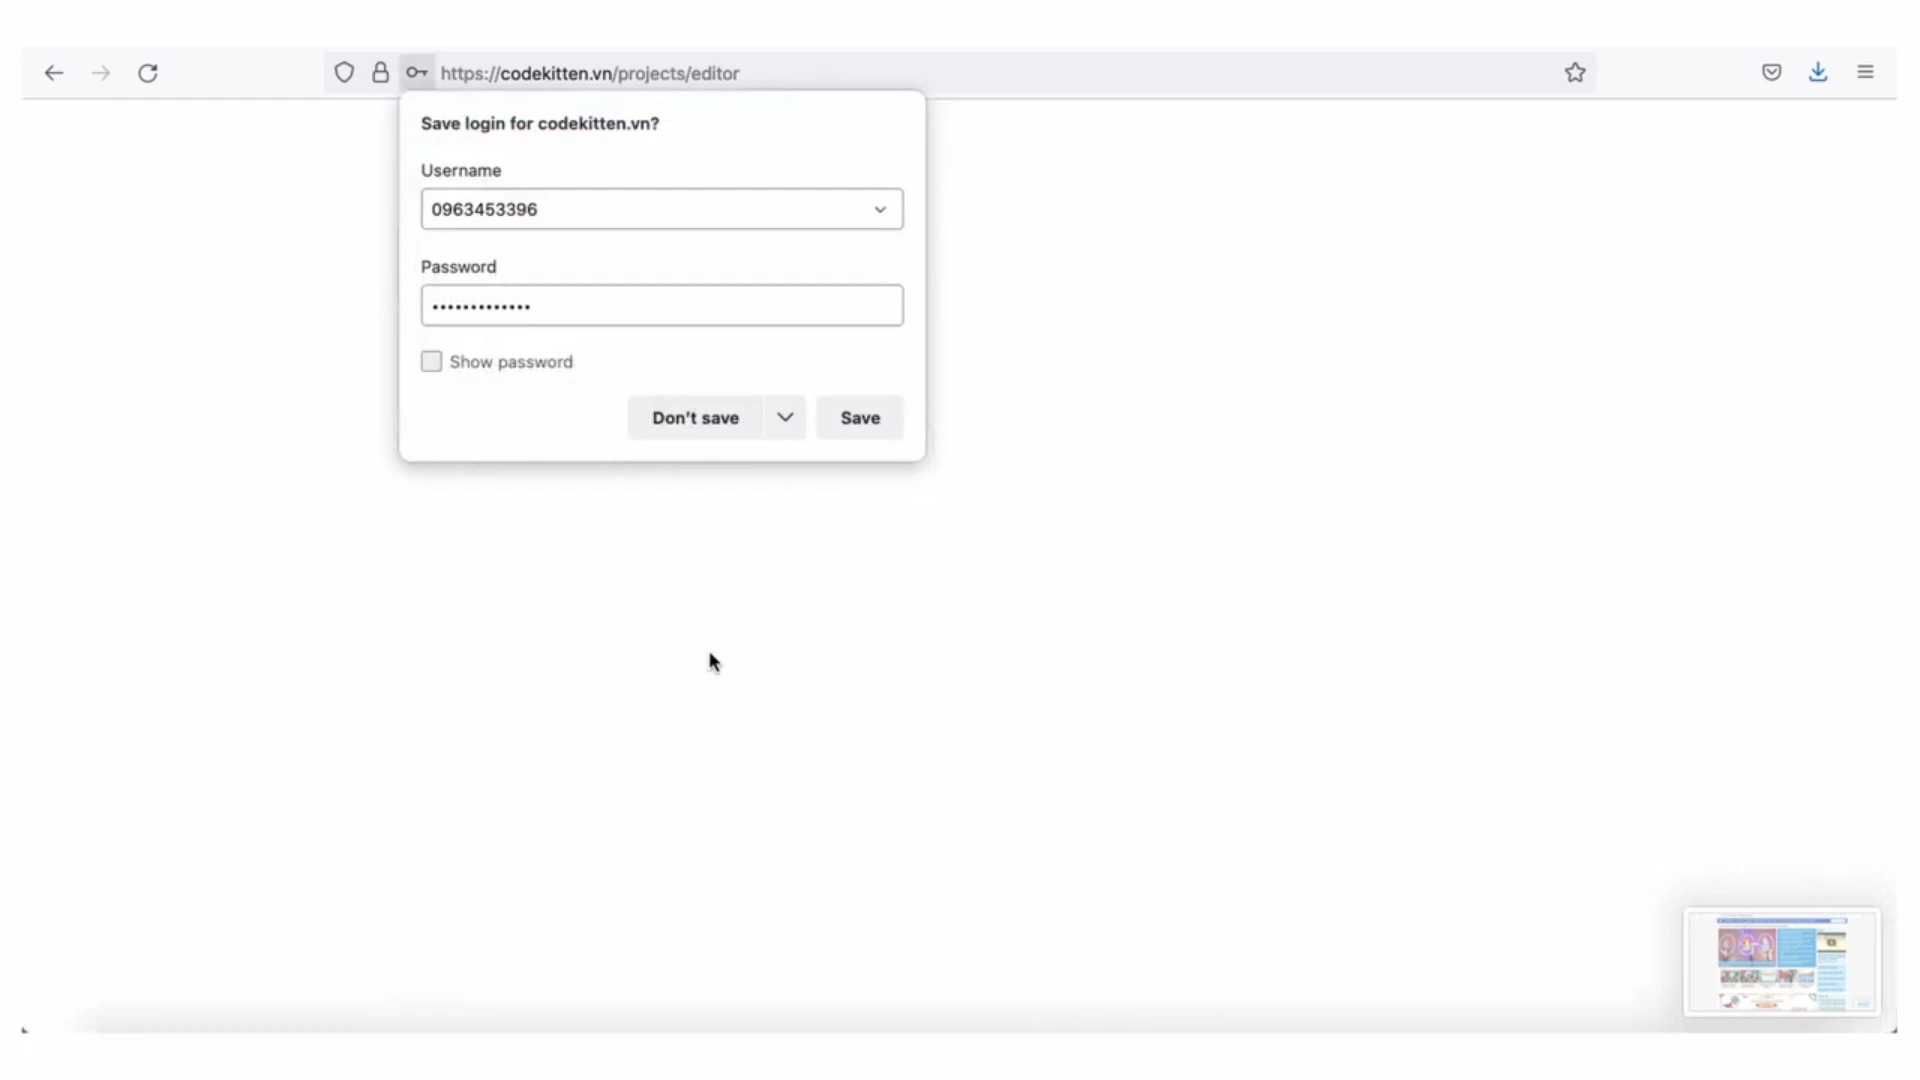 https://codekitten.vn/projects/editor
Save login for codekitten.vn?
Username
0963453396
Password
•••••••••••••
Show password
Don't save
Save